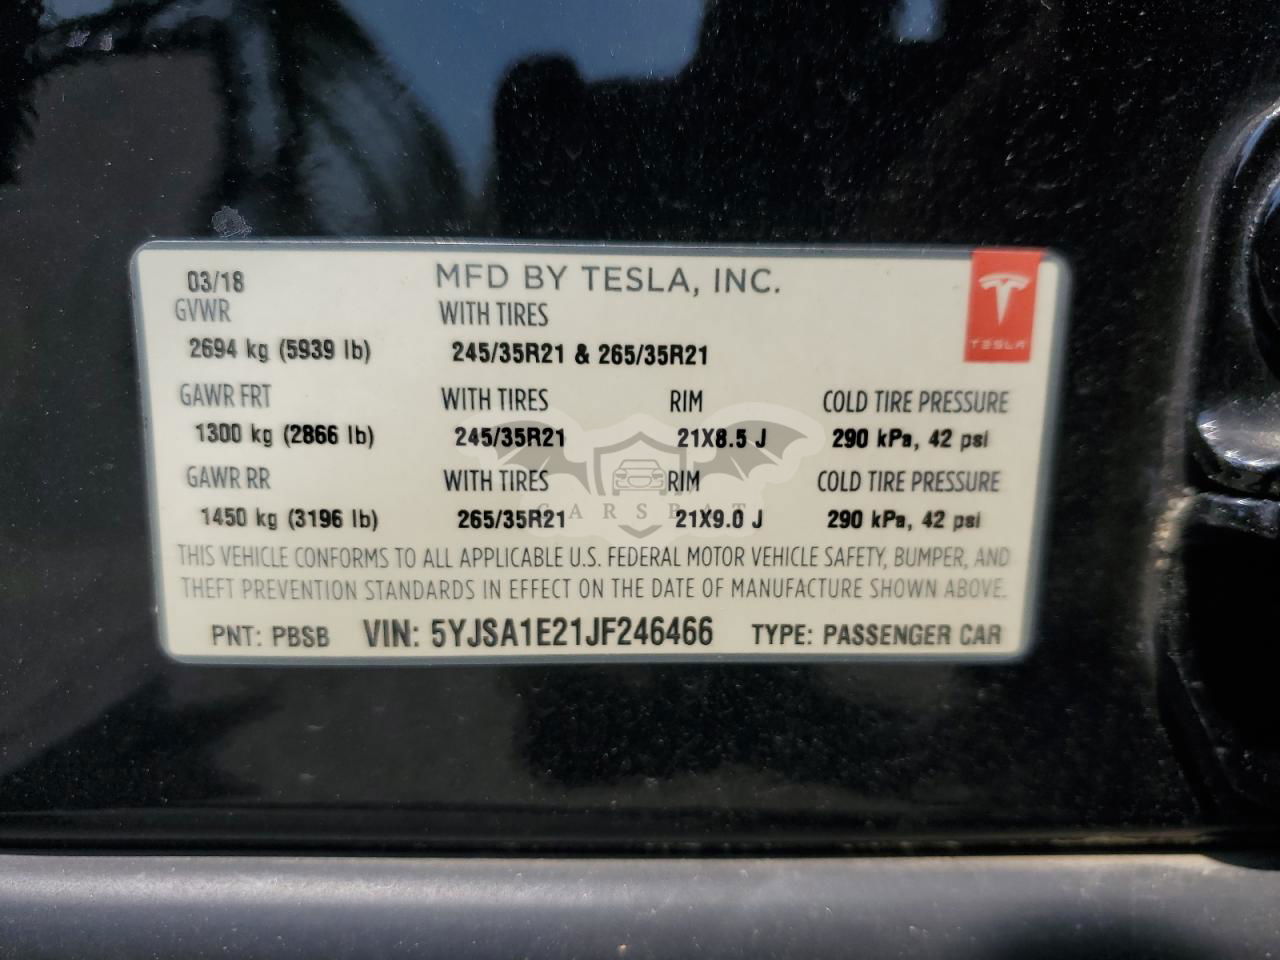 03/18 MFD BY TESLA, INC.
GVWR WITH TIRES
2694 kg (5939 lb) 245/35R21 & 265/35R21
TESLA
GAWR FRT WITH TIRES RIM COLD TIRE PRESSURE
1300 kg (2866 lb) 245/35R21 21X8.5 J 290 kPa, 42 psi
GAWR RR WITH TIRES RIM COLD TIRE PRESSURE
1450 kg (3196 lb) 265/35R21 21X9.0 J 290 kPa, 42 psi
CARSBAT
THIS VEHICLE CONFORMS TO ALL APPLICABLE U.S. FEDERAL MOTOR VEHICLE SAFETY, BUMPER, AND
THEFT PREVENTION STANDARDS IN EFFECT ON THE DATE OF MANUFACTURE SHOWN ABOVE.
PNT: PBSB VIN: 5YJSA1E21JF246466 TYPE: PASSENGER CAR